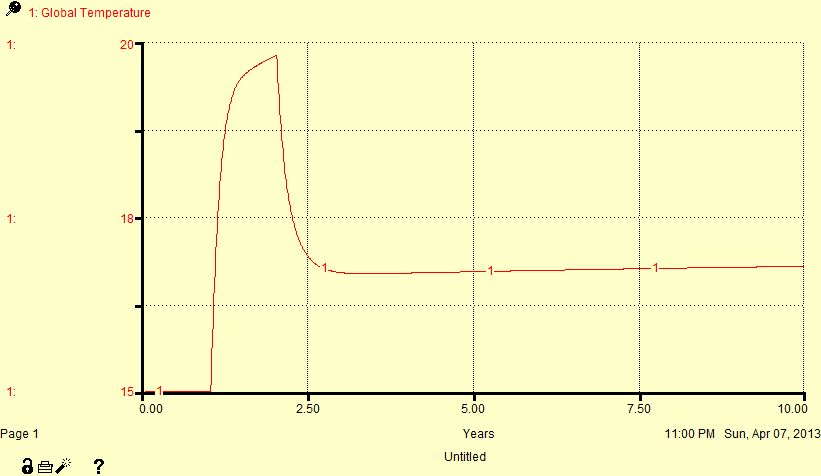 1: Global Temperature
1: 20
1: 18
1: 15
1 1 1 1
0.00 2.50 5.00 7.50 10.00
Page 1 Years 11:00 PM Sun, Apr 07, 2013
Untitled
?